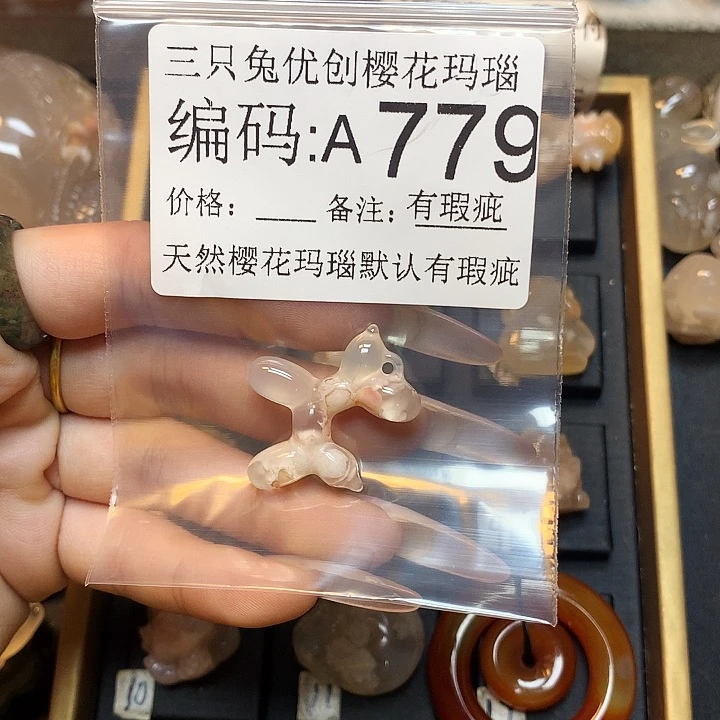 三只兔优创樱花玛瑙
编码:A779
价格: ____ 备注: 有瑕疵
天然樱花玛瑙默认有瑕疵
10